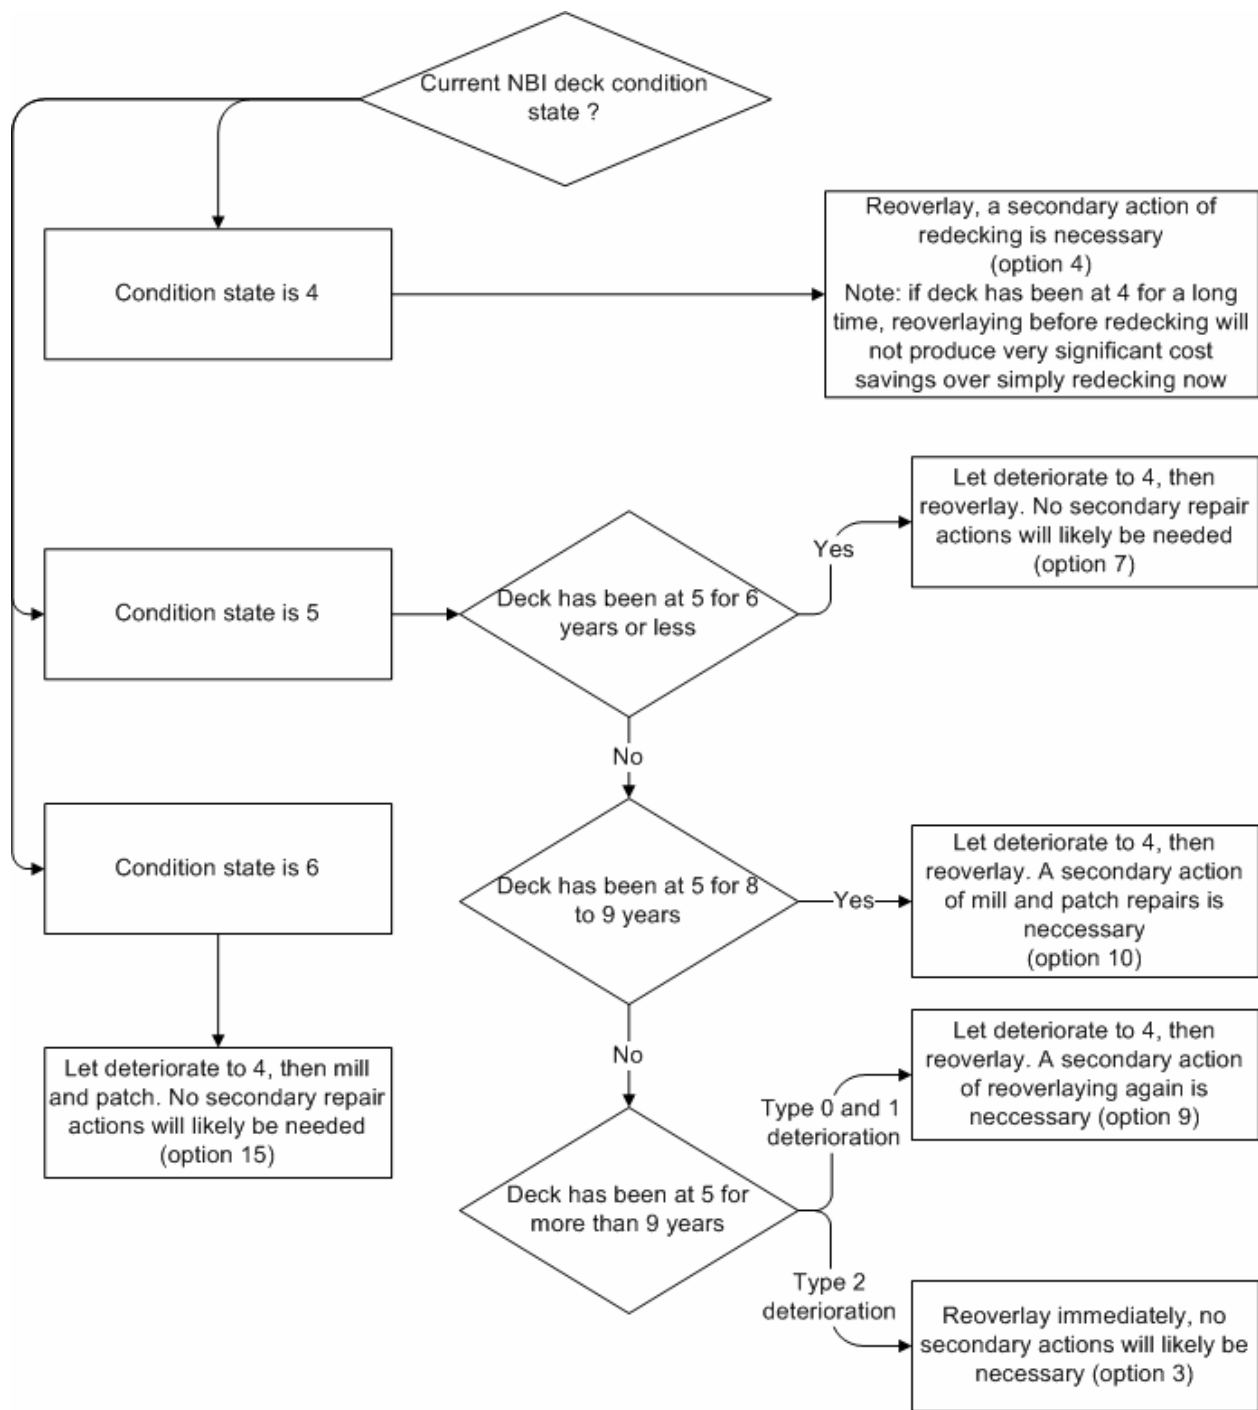 Current NBI deck condition
state ?
Condition state is 4
Reoverlay, a secondary action of
redecking is necessary
(option 4)
Note: if deck has been at 4 for a long
time, reoverlaying before redecking will
not produce very significant cost
savings over simply redecking now
Condition state is 5
Deck has been at 5 for 6
years or less
Yes
Let deteriorate to 4, then
reoverlay. No secondary repair
actions will likely be needed
(option 7)
No
Condition state is 6
Deck has been at 5 for 8
to 9 years
Yes
Let deteriorate to 4, then
reoverlay. A secondary action
of mill and patch repairs is
neccessary
(option 10)
No
Let deteriorate to 4, then mill
and patch. No secondary repair
actions will likely be needed
(option 15)
Deck has been at 5 for
more than 9 years
Type 0 and 1
deterioration
Let deteriorate to 4, then
reoverlay. A secondary action
of reoverlaying again is
neccessary (option 9)
Type 2
deterioration
Reoverlay immediately, no
secondary actions will likely be
necessary (option 3)